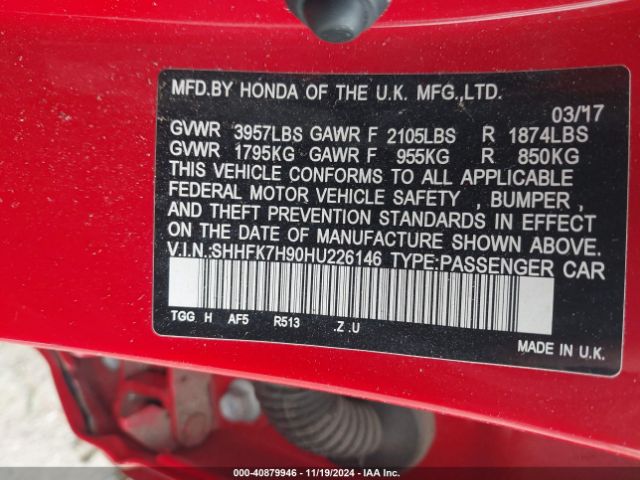 MFD.BY HONDA OF THE U.K. MFG.,LTD.
03/17
GVWR 3957LBS GAWR F 2105LBS R 1874LBS
GVWR 1795KG GAWR F 955KG R 850KG
THIS VEHICLE CONFORMS TO ALL APPLICABLE
FEDERAL MOTOR VEHICLE SAFETY , BUMPER ,
AND THEFT PREVENTION STANDARDS IN EFFECT
ON THE DATE OF MANUFACTURE SHOWN ABOVE.
V.I.N.:SHHFK7H90HU226146 TYPE:PASSENGER CAR
TGG H AF5 R513 .Z .U
MADE IN U.K.
000-40879946 | 11/19/2024 | IAA Inc.